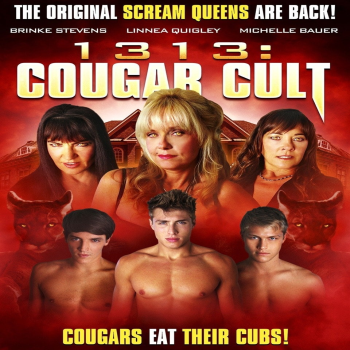 THE ORIGINAL SCREAM QUEENS ARE BACK!
BRINKE STEVENS LINNEA QUIGLEY MICHELLE BAUER
1313:
COUGAR CULT
COUGARS EAT THEIR CUBS!